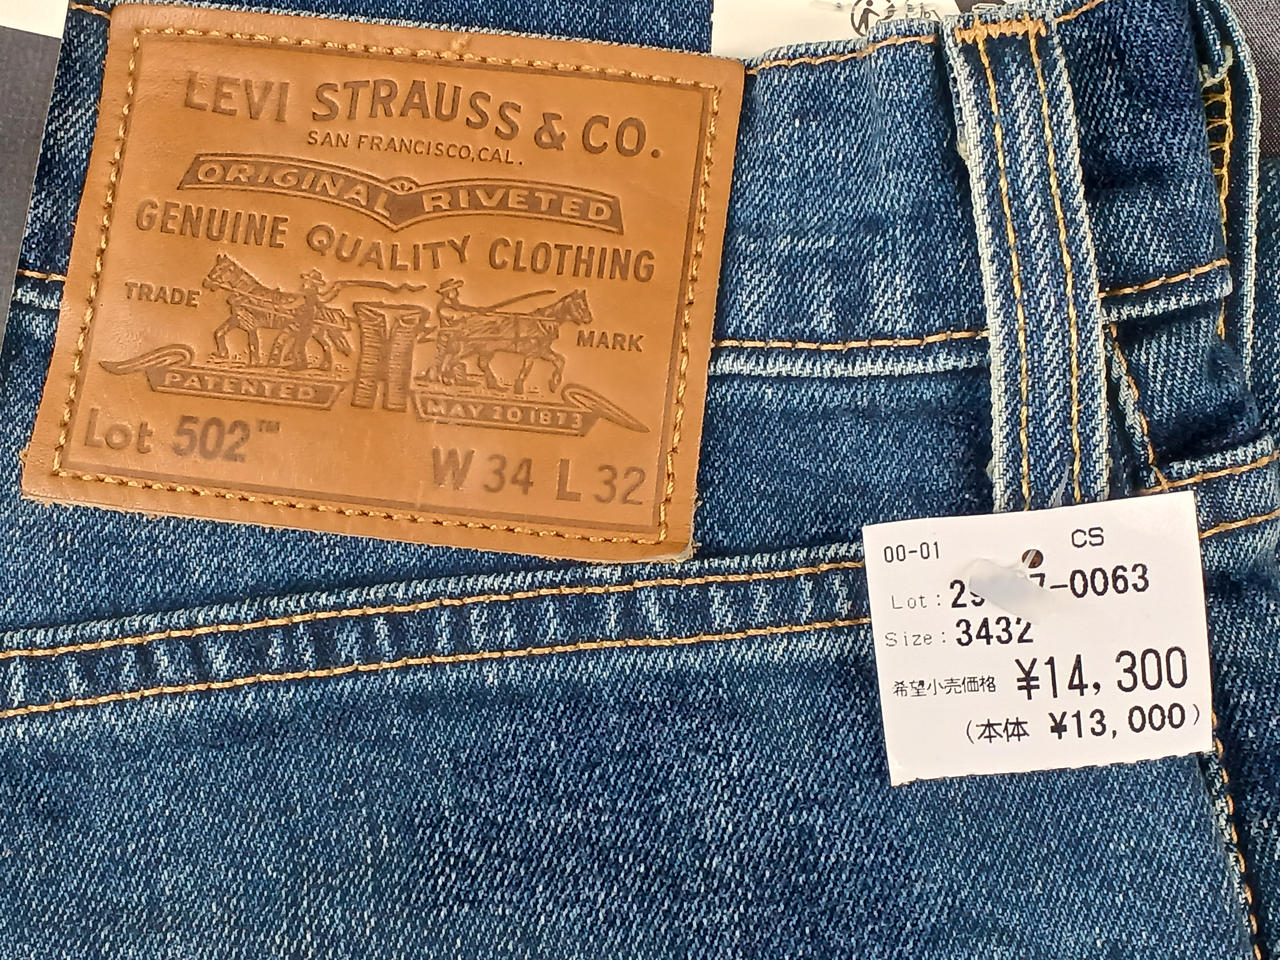 LEVI STRAUSS & CO.
SAN FRANCISCO, CAL.
ORIGINAL RIVETED
GENUINE QUALITY CLOTHING
TRADE MARK
PATENTED MAY 20 1873
Lot 502™
W 34 L 32
00-01 CS
Lot: -0063
Size: 3432
希望小売価格 ¥14,300
(本体 ¥13,000)